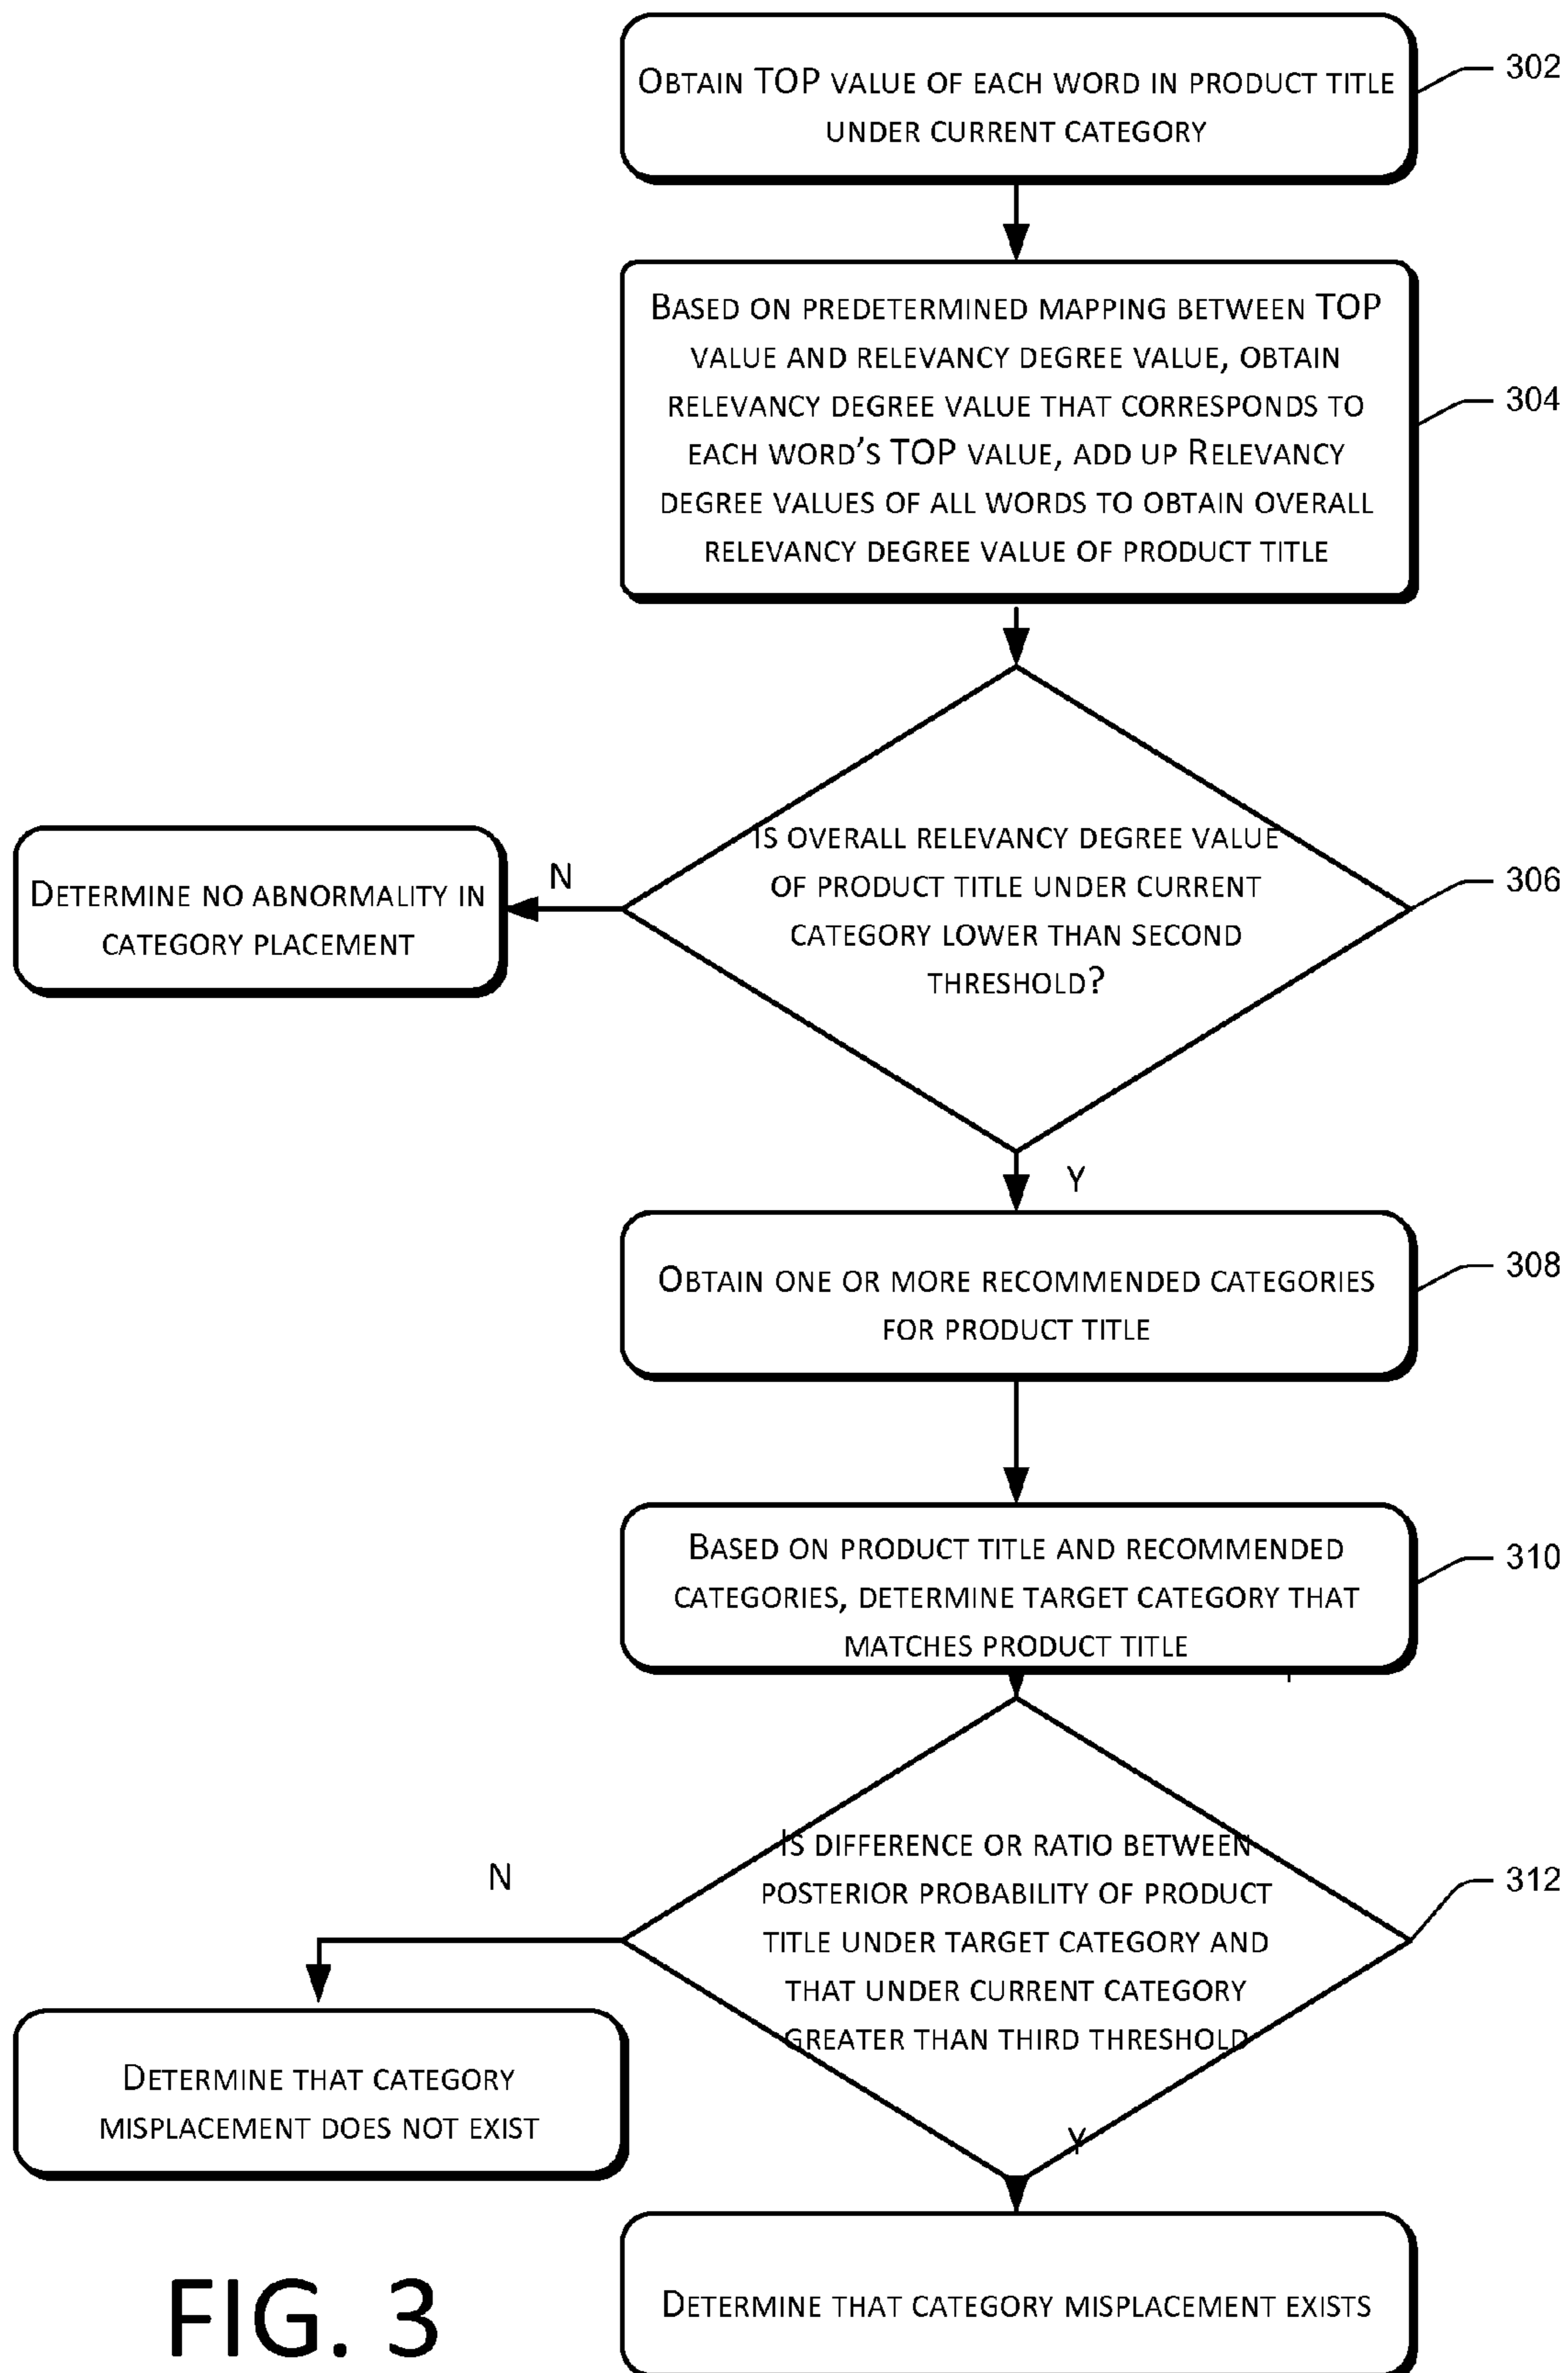 Obtain TOP value of each word in product title
under current category
302
Based on predetermined mapping between TOP
value and relevancy degree value, obtain
relevancy degree value that corresponds to
each word's TOP value, add up Relevancy
degree values of all words to obtain overall
relevancy degree value of product title
304
Is overall relevancy degree value
of product title under current
category lower than second
threshold?
306
N
Determine no abnormality in
category placement
Y
Obtain one or more recommended categories
for product title
308
Based on product title and recommended
categories, determine target category that
matches product title
310
Is difference or ratio between
posterior probability of product
title under target category and
that under current category
greater than third threshold
312
N
Determine that category
misplacement does not exist
Y
Determine that category misplacement exists
FIG. 3